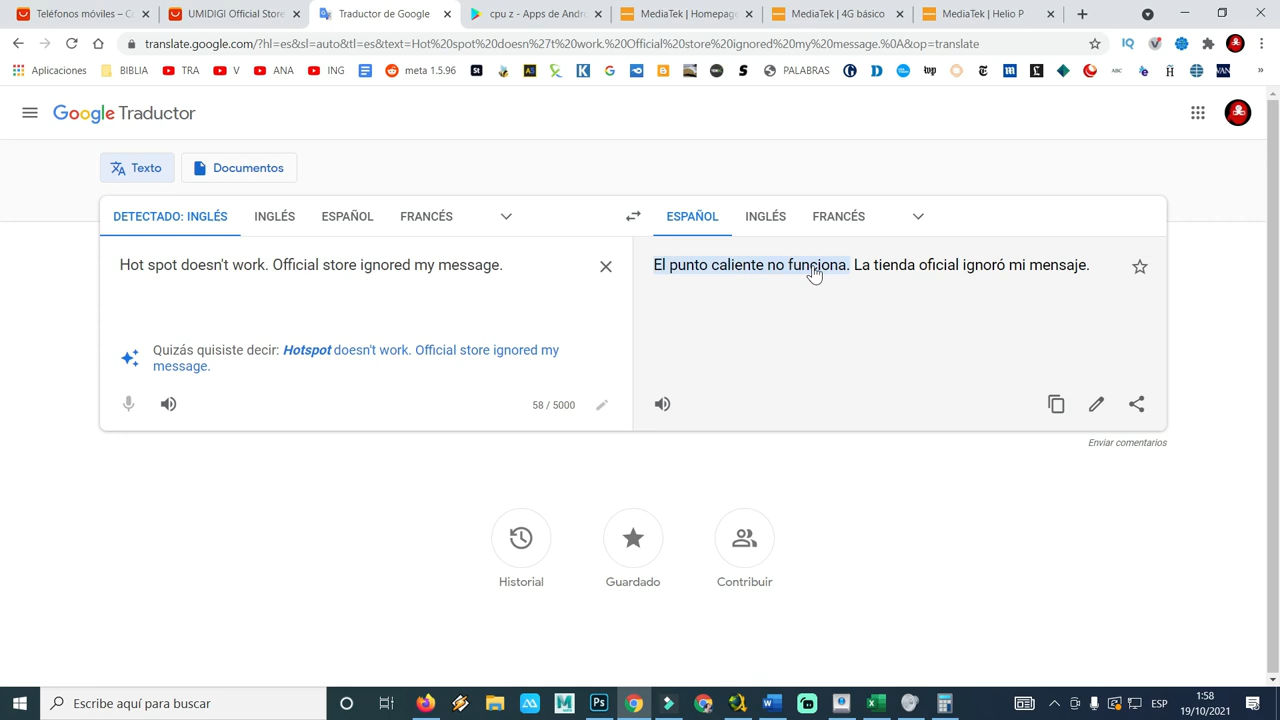 Teléfonos móviles – C
UMIDIGI Official Store
Traductor de Google
cpu z - Apps de Andr
MediaTek | Homepag
MediaTek | 4G básico
MediaTek | Helio P
translate.google.com/?hl=es&sl=auto&tl=es&text=Hot%20spot%20doesn%27t%20work.%20Official%20store%20ignored%20my%20message.%0A&op=translate
Aplicaciones
BIBLIA
TRA
V
ANA
ING
meta 1.5.96
PALABRAS
Google Traductor
Texto
Documentos
DETECTADO: INGLÉS
INGLÉS
ESPAÑOL
FRANCÉS
ESPAÑOL
INGLÉS
FRANCÉS
Hot spot doesn't work. Official store ignored my message.
El punto caliente no funciona. La tienda oficial ignoró mi mensaje.
Quizás quisiste decir: Hotspot doesn't work. Official store ignored my
message.
58 / 5000
Enviar comentarios
Historial
Guardado
Contribuir
Escribe aquí para buscar
ESP
1:58
19/10/2021